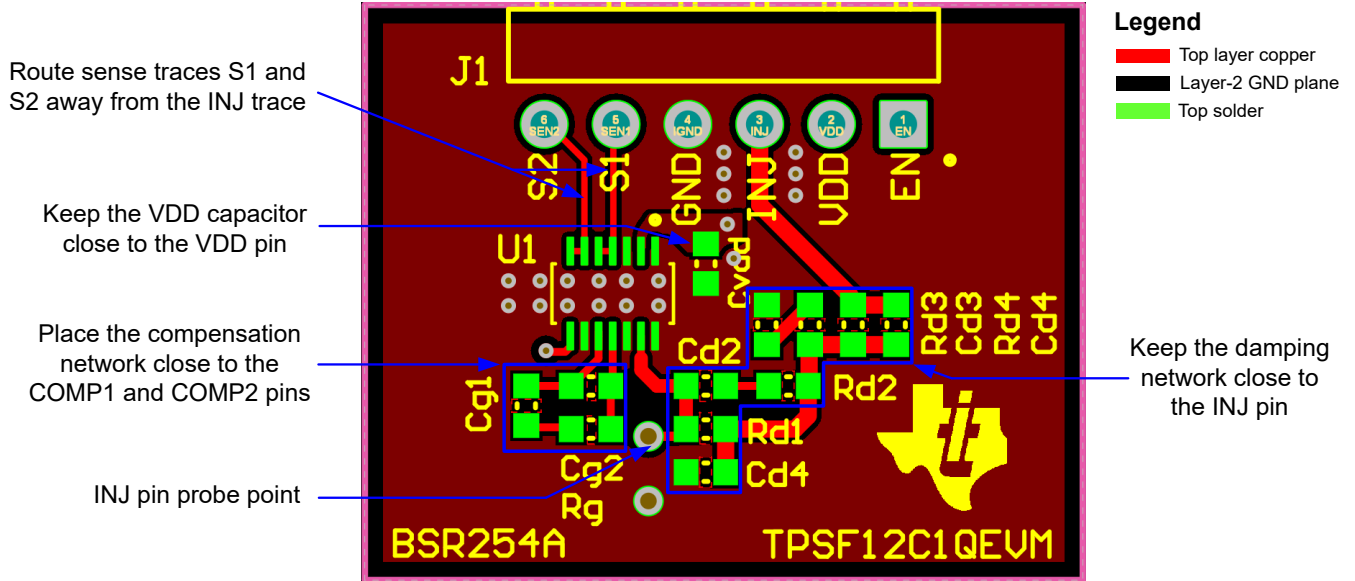 Legend
Top layer copper
Layer-2 GND plane
Top solder
Route sense traces S1 and
S2 away from the INJ trace
Keep the VDD capacitor
close to the VDD pin
Place the compensation
network close to the
COMP1 and COMP2 pins
INJ pin probe point
Keep the damping
network close to
the INJ pin
J1
6
SEN2
5
SEN1
4
IGND
3
INJ
2
VDD
1
EN
S2
S1
GND
INJ
VDD
EN
U1
Cvdd
Rd3
Cd3
Rd4
Cd4
Cd2
Rd2
Cg1
Rd1
Cg2
Cd4
Rg
BSR254A
TPSF12C1QEVM